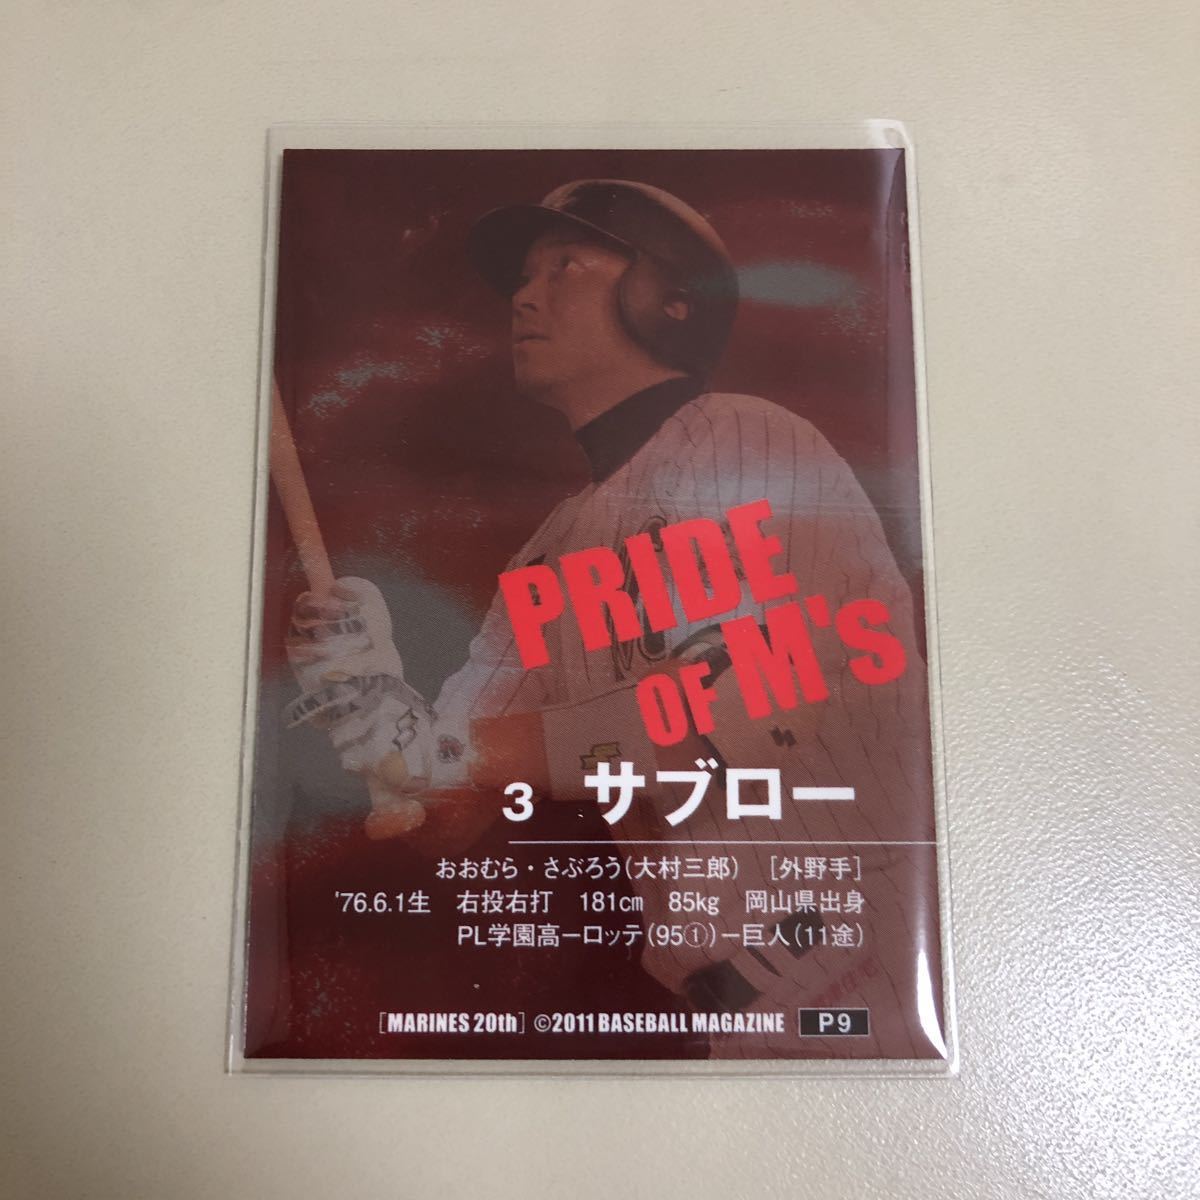 PRIDE
OF M's
3 サブロー
おおむら・さぶろう(大村三郎) [外野手]
'76.6.1生 右投右打 181cm 85kg 岡山県出身
PL学園高ーロッテ(95①)ー巨人(11途)
[MARINES 20th] ©2011 BASEBALL MAGAZINE P9